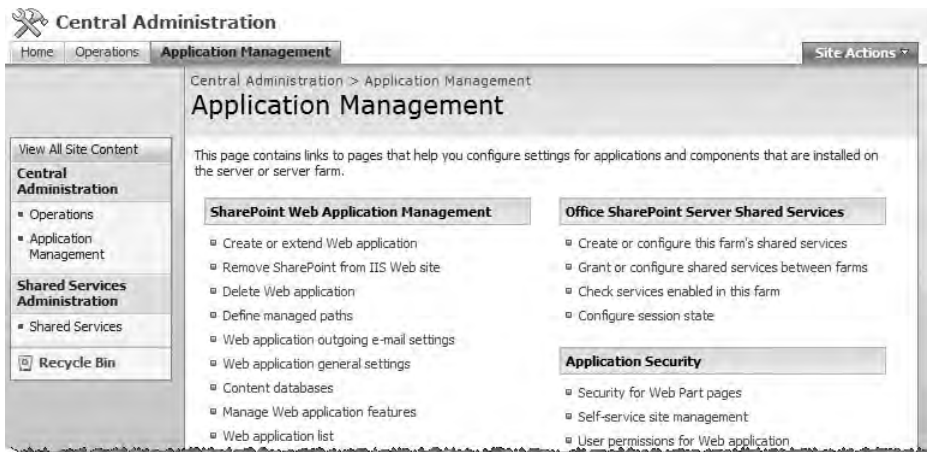 Central Administration
Home Operations Application Management Site Actions
Central Administration > Application Management
Application Management
View All Site Content
Central
Administration
Operations
Application
Management
Shared Services
Administration
Shared Services
Recycle Bin
This page contains links to pages that help you configure settings for applications and components that are installed on
the server or server farm.
SharePoint Web Application Management
Create or extend Web application
Remove SharePoint from IIS Web site
Delete Web application
Define managed paths
Web application outgoing e-mail settings
Web application general settings
Content databases
Manage Web application features
Web application list
Office SharePoint Server Shared Services
Create or configure this farm's shared services
Grant or configure shared services between farms
Check services enabled in this farm
Configure session state
Application Security
Security for Web Part pages
Self-service site management
User permissions for Web application